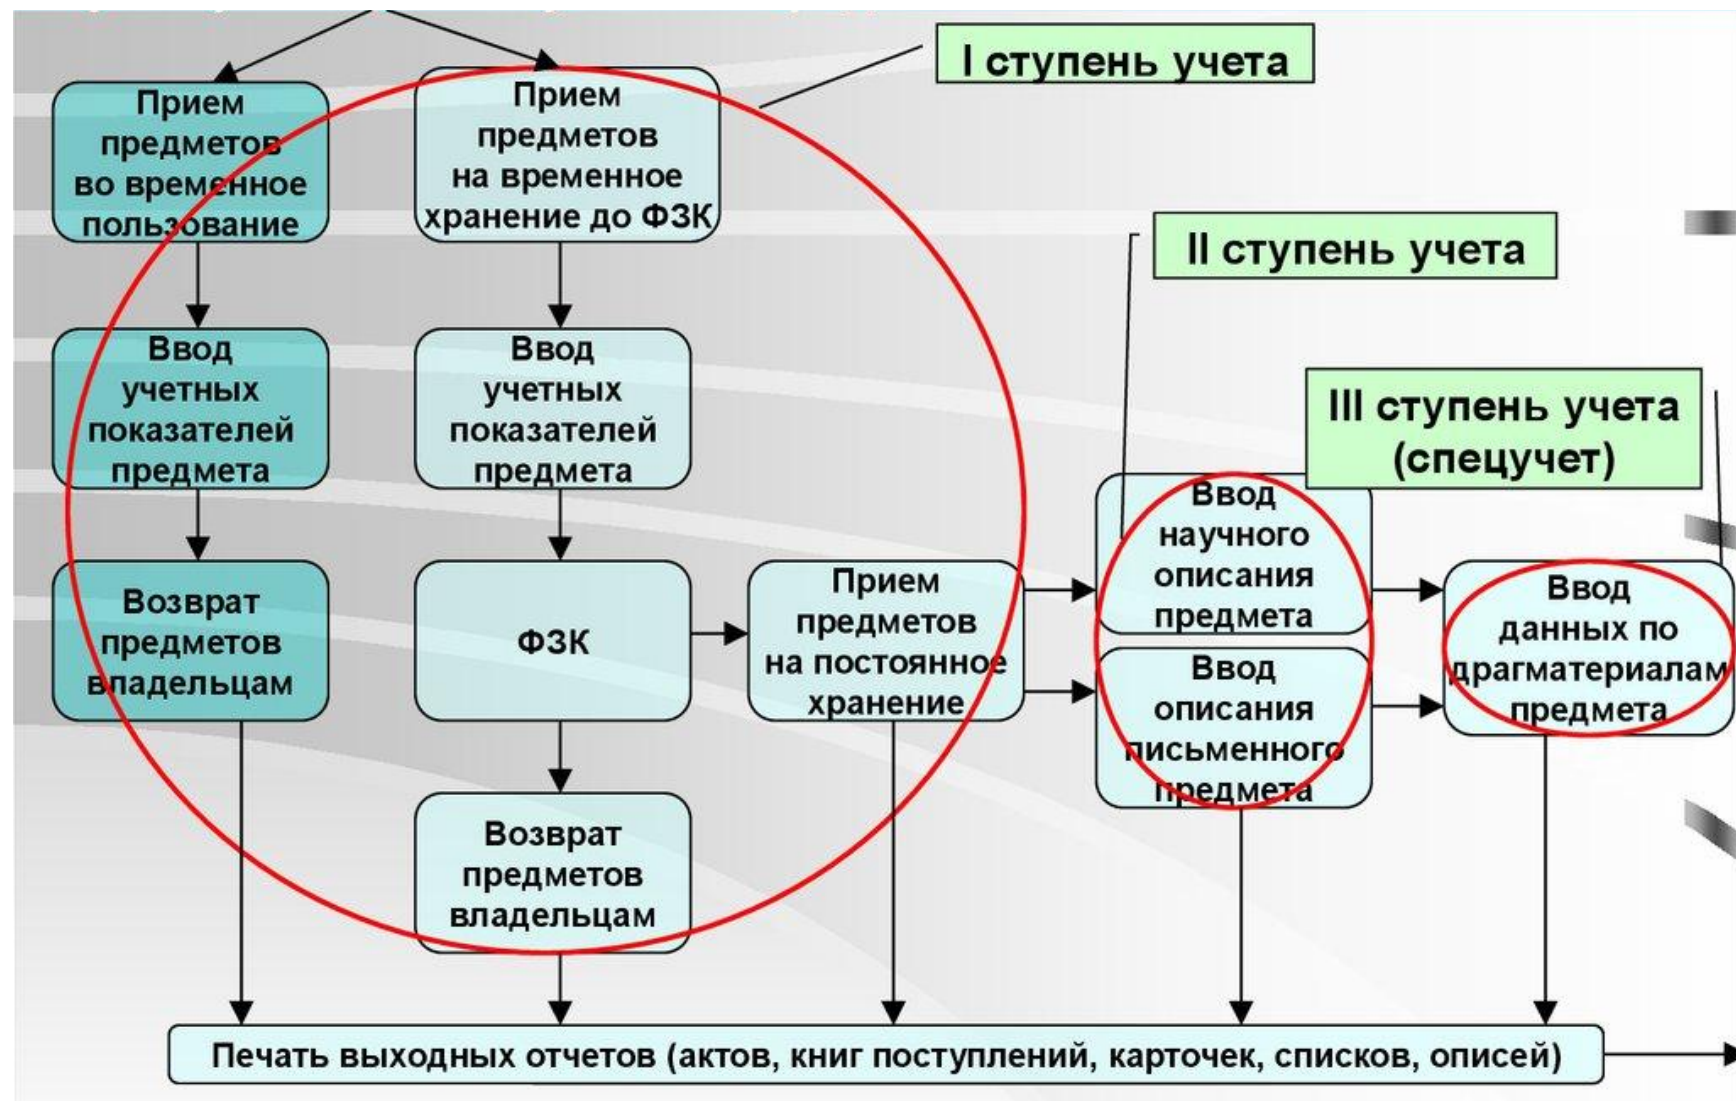 I ступень учета
Прием
предметов
во временное
пользование
Прием
предметов
на временное
хранение до ФЗК
II ступень учета
Ввод
учетных
показателей
предмета
Ввод
учетных
показателей
предмета
III ступень учета
(спецучет)
Возврат
предметов
владельцам
ФЗК
Прием
предметов
на постоянное
хранение
Ввод
научного
описания
предмета
Ввод
описания
письменного
предмета
Ввод
данных по
драгматериалам
предмета
Возврат
предметов
владельцам
Печать выходных отчетов (актов, книг поступлений, карточек, списков, описей)